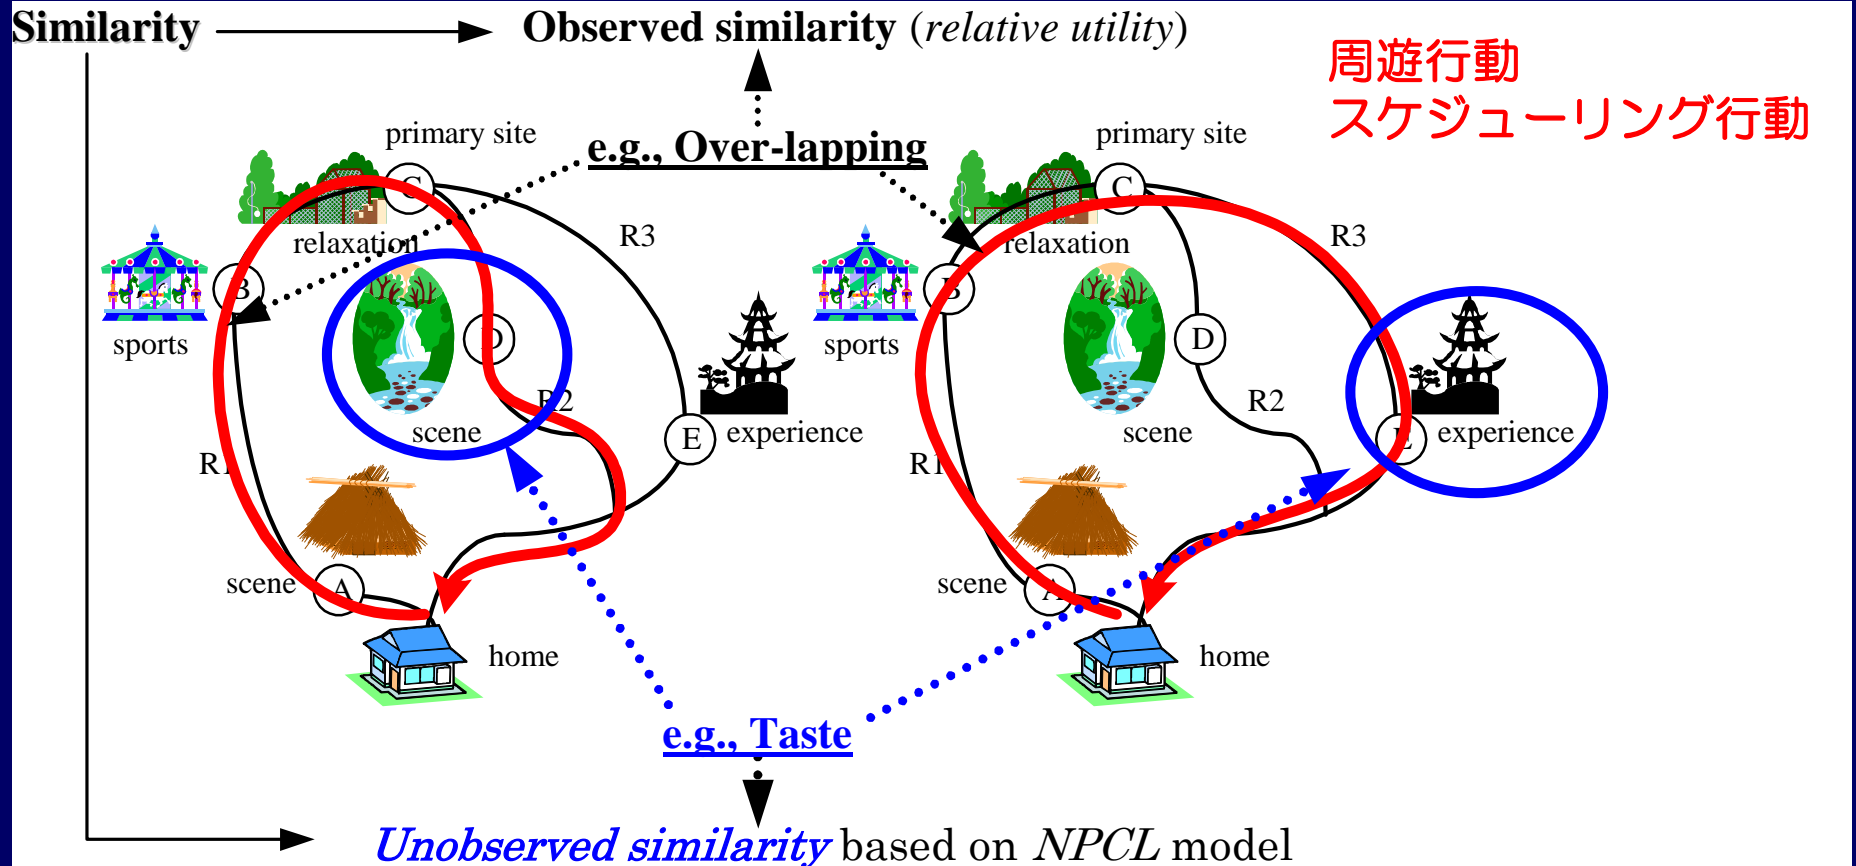 Similarity
Observed similarity (relative utility)
周遊行動
スケジューリング行動
e.g., Over-lapping
primary site
C
relaxation
R3
B
sports
D
scene
R2
E
experience
R1
scene
A
home
primary site
C
relaxation
R3
B
sports
D
scene
R2
E
experience
R1
scene
A
home
e.g., Taste
Unobserved similarity based on NPCL model